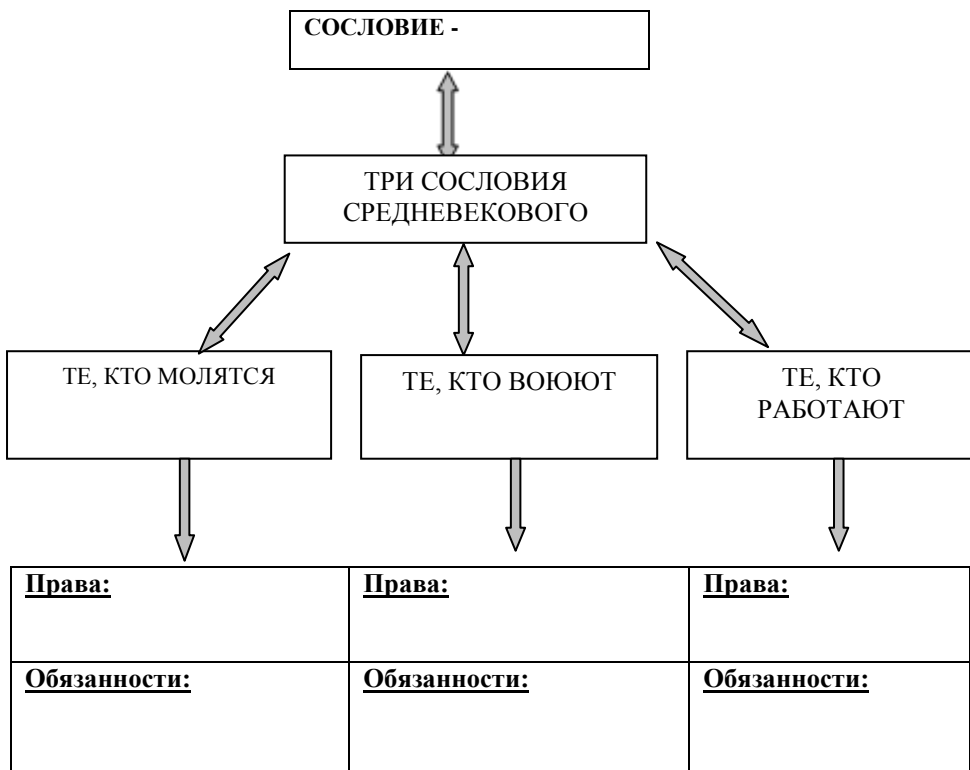 СОСЛОВИЕ -
ТРИ СОСЛОВИЯ
СРЕДНЕВЕКОВОГО
ТЕ, КТО МОЛЯТСЯ
ТЕ, КТО ВОЮЮТ
ТЕ, КТО
РАБОТАЮТ
Права:
Права:
Права:
Обязанности:
Обязанности:
Обязанности: